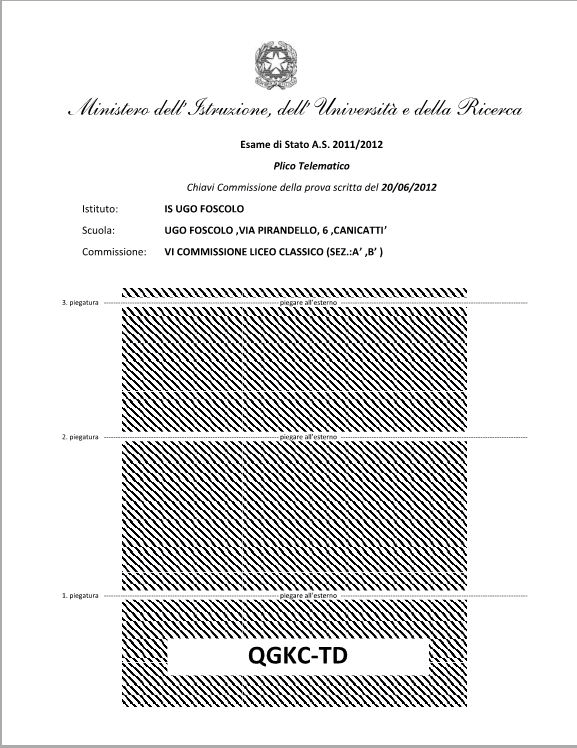 Ministero dell'Istruzione, dell'Università e della Ricerca
Esame di Stato A.S. 2011/2012
Plico Telematico
Chiavi Commissione della prova scritta del 20/06/2012
Istituto: IS UGO FOSCOLO
Scuola: UGO FOSCOLO ,VIA PIRANDELLO, 6 ,CANICATTI'
Commissione: VI COMMISSIONE LICEO CLASSICO (SEZ.:A' ,B' )
3. piegatura piegare all'esterno
2. piegatura piegare all'esterno
1. piegatura piegare all'esterno
QGKC-TD